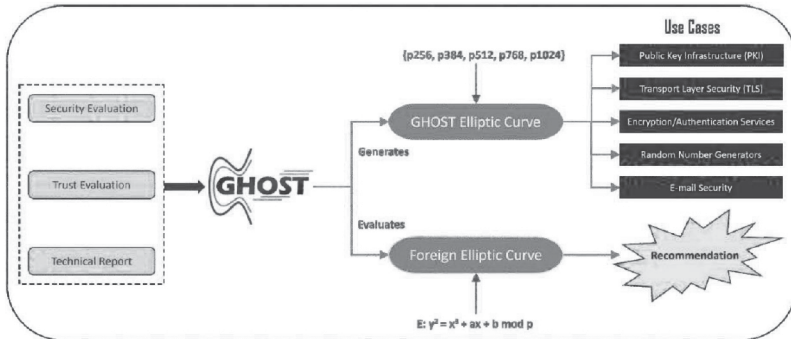 Use Cases
{p256, p384, p512, p768, p1024}
Public Key Infrastructure (PKI)
Security Evaluation
Transport Layer Security (TLS)
GHOST Elliptic Curve
Encryption/Authentication Services
Generates
Random Number Generators
Trust Evaluation
GHOST
E-mail Security
Evaluates
Technical Report
Foreign Elliptic Curve
Recommendation
E: y² = x³ + ax + b mod p